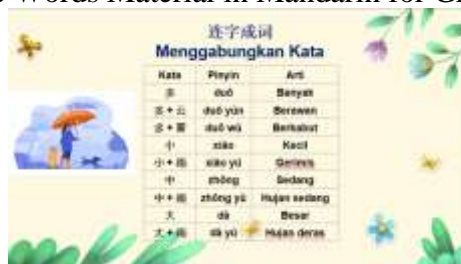 Words Material in Mandarin for
连字成词
Menggabungkan Kata
Kata Pinyin Arti
多 duō Banyak
多 + 云 duō yún Berawan
多 + 雾 duō wù Berkabut
小 xiǎo Kecil
小 + 雨 xiǎo yǔ Gerimis
中 zhōng Sedang
中 + 雨 zhōng yǔ Hujan sedang
大 dà Besar
大 + 雨 dà yǔ Hujan deras